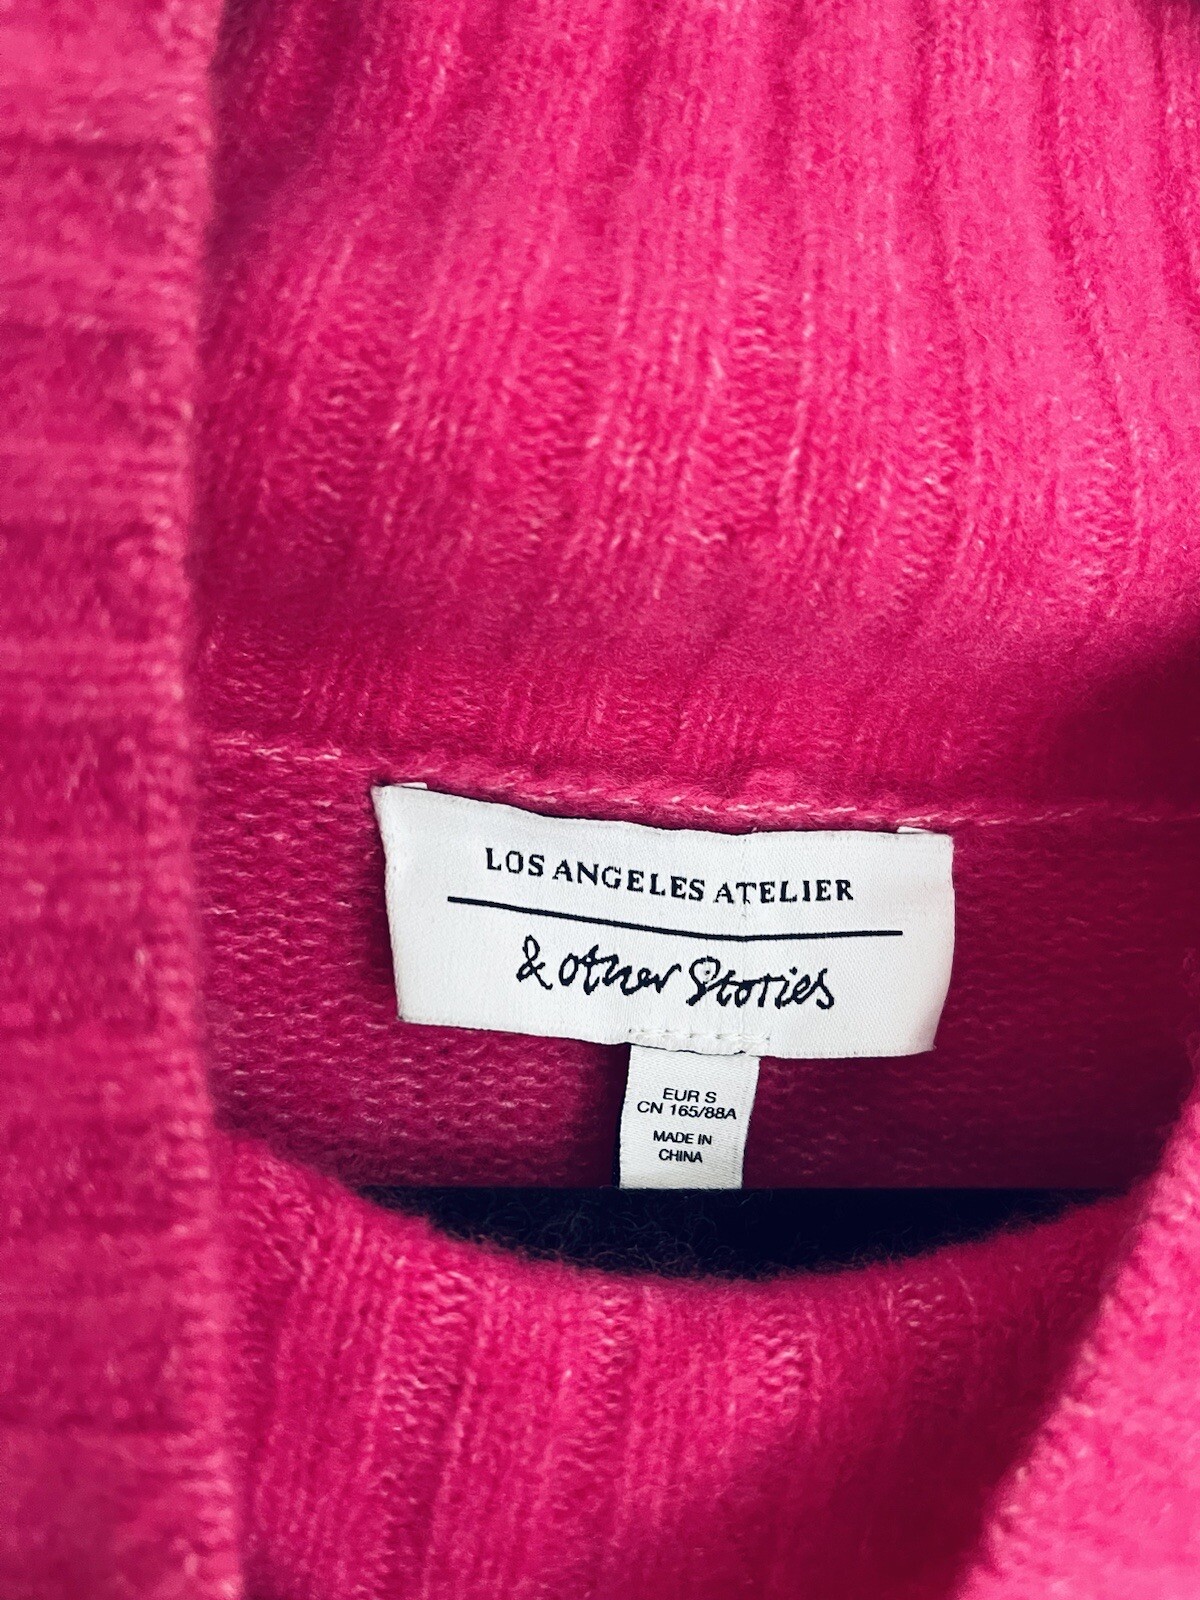 LOS ANGELES ATELIER
& other Stories
EUR S
CN 165/88A
MADE IN
CHINA